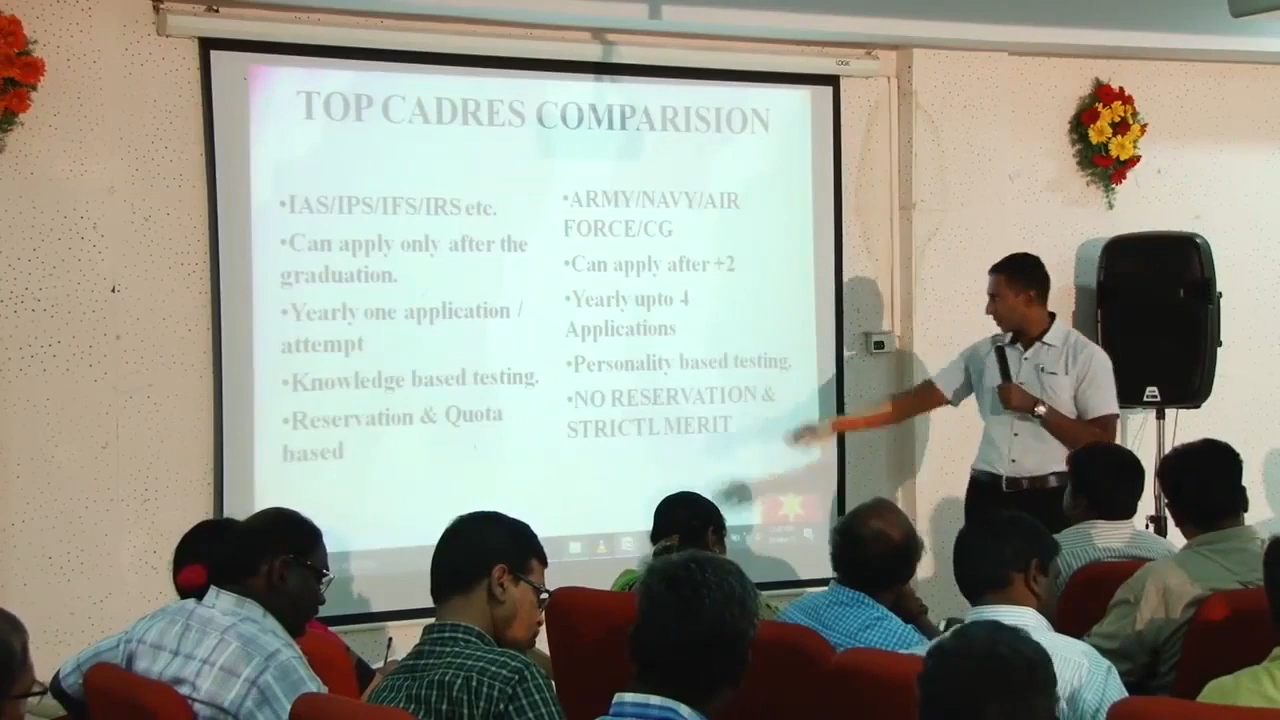 TOP CADRES COMPARISION
•IAS/IPS/IFS/IRS etc.
•Can apply only after the
graduation.
•Yearly one application /
attempt
•Knowledge based testing.
•Reservation & Quota
based
•ARMY/NAVY/AIR
FORCE/CG
•Can apply after +2
•Yearly upto 4
Applications
•Personality based testing.
•NO RESERVATION &
STRICTL MERIT
LOGIC